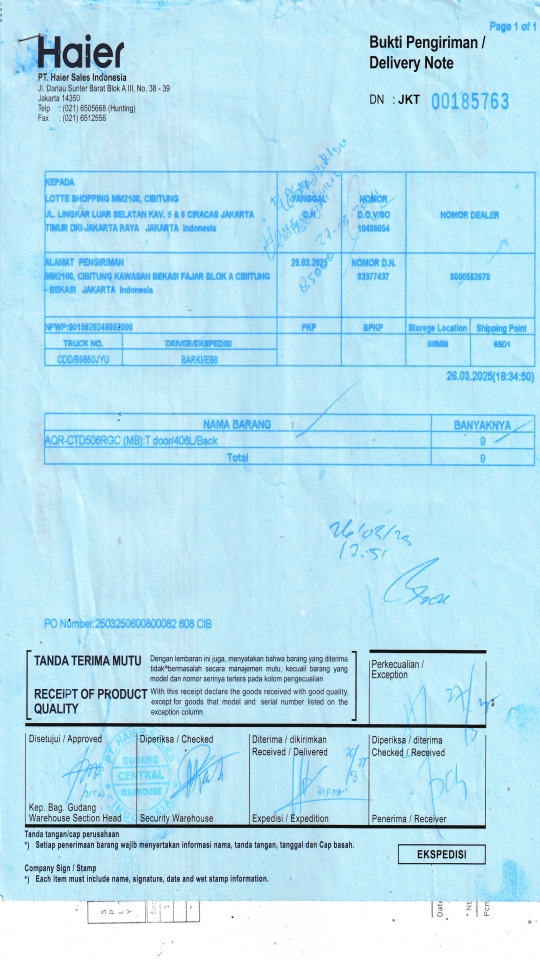 Page 1 of 1
Haier
Bukti Pengiriman /
Delivery Note
PT. Haier Sales Indonesia
Jl. Danau Sunter Barat Blok A III, No. 38 - 39
Jakarta 14350
Telp : (021) 6505668 (Hunting)
Fax : (021) 6512556
DN : JKT 00185763
KEPADA
LOTTE SHOPPING MM2100, CIBITUNG
JL. LINGKAR LUAR SELATAN KAV. 5 & 6 CIRACAS JAKARTA
TIMUR DKI-JAKARTA RAYA JAKARTA Indonesia
TANGGAL
D.N
NOMOR
D.O,V/SO
10486054
NOMOR DEALER
ALAMAT PENGIRIMAN
MM2100, CIBITUNG KAWASAN BEKASI FAJAR BLOK A CIBITUNG
- BEKASI JAKARTA Indonesia
26.03.2025
NOMOR D.N.
83377437
NPWP:
PKP
BPKP
Storege Location
Shipping Point
TRUCK NO.
DRIVER/EKSPEDISI
00MM
65D1
CDD/B9650JYU
BARKI/E88
26.03.2025(18:34:50)
NAMA BARANG
BANYAKNYA
AQR-CTD506RGC (MB):T door/406L/Back
9
Total
9
26/03/25
17.51
PO Number:2503250600800062 608 CIB
TANDA TERIMA MUTU
Dengan lembaran ini juga, menyatakan bahwa barang yang diterima
tidak bermasalah secara manajemen mutu, kecuali barang yang
model dan nomor serinya tertera pada kolom pengecualian
RECEIPT OF PRODUCT
QUALITY
With this receipt declare the goods received with good quality,
except for goods that model and serial number listed on the
exception column
Perkecualian /
Exception
Disetujui / Approved
Diperiksa / Checked
Diterima / dikirimkan
Received / Delivered
Diperiksa / diterima
Checked / Received
GUDANG
CENTRAL
WAREHOUSE
HERMAN
Kep. Bag. Gudang
Warehouse Section Head
Security Warehouse
Expedisi / Expedition
Penerima / Receiver
Tanda tangan/cap perusahaan
*) Setiap penerimaan barang wajib menyertakan informasi nama, tanda tangan, tanggal dan Cap basah.
EKSPEDISI
Company Sign / Stamp
*) Each item must include name, signature, date and wet stamp information.